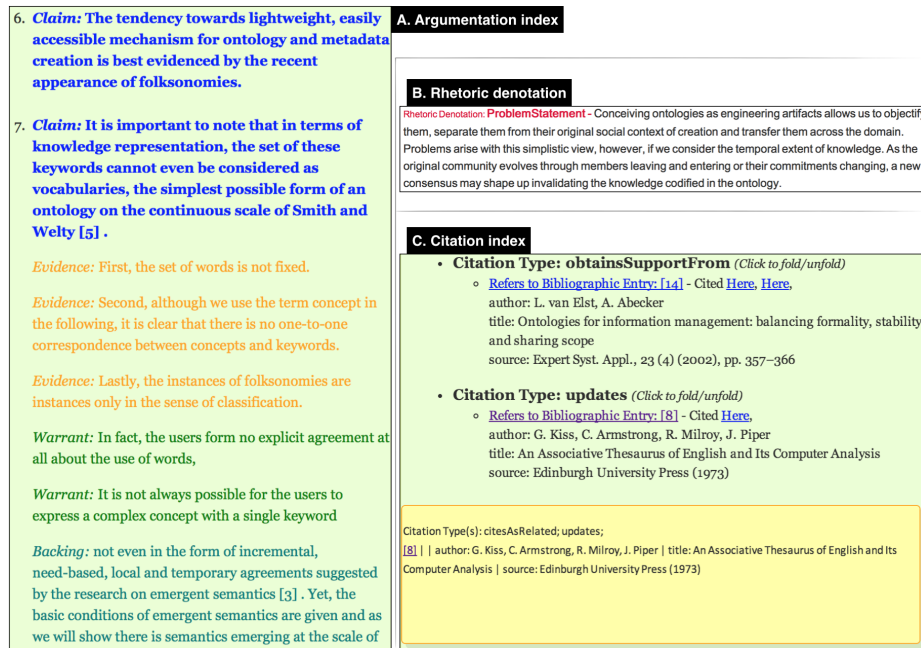 6. Claim: The tendency towards lightweight, easily
accessible mechanism for ontology and metadata
creation is best evidenced by the recent
appearance of folksonomies.
7. Claim: It is important to note that in terms of
knowledge representation, the set of these
keywords cannot even be considered as
vocabularies, the simplest possible form of an
ontology on the continuous scale of Smith and
Welty [5] .
Evidence: First, the set of words is not fixed.
Evidence: Second, although we use the term concept in
the following, it is clear that there is no one-to-one
correspondence between concepts and keywords.
Evidence: Lastly, the instances of folksonomies are
instances only in the sense of classification.
Warrant: In fact, the users form no explicit agreement at
all about the use of words,
Warrant: It is not always possible for the users to
express a complex concept with a single keyword
Backing: not even in the form of incremental,
need-based, local and temporary agreements suggested
by the research on emergent semantics [3] . Yet, the
basic conditions of emergent semantics are given and as
we will show there is semantics emerging at the scale of
A. Argumentation index
B. Rhetoric denotation
Rhetoric Denotation: ProblemStatement - Conceiving ontologies as engineering artifacts allows us to objectify
them, separate them from their original social context of creation and transfer them across the domain.
Problems arise with this simplistic view, however, if we consider the temporal extent of knowledge. As the
original community evolves through members leaving and entering or their commitments changing, a new
consensus may shape up invalidating the knowledge codified in the ontology.
C. Citation index
• Citation Type: obtainsSupportFrom (Click to fold/unfold)
Refers to Bibliographic Entry: [14] - Cited Here, Here,
author: L. van Elst, A. Abecker
title: Ontologies for information management: balancing formality, stability,
and sharing scope
source: Expert Syst. Appl., 23 (4) (2002), pp. 357–366
• Citation Type: updates (Click to fold/unfold)
Refers to Bibliographic Entry: [8] - Cited Here,
author: G. Kiss, C. Armstrong, R. Milroy, J. Piper
title: An Associative Thesaurus of English and Its Computer Analysis
source: Edinburgh University Press (1973)
Citation Type(s): citesAsRelated; updates;
[8] | | author: G. Kiss, C. Armstrong, R. Milroy, J. Piper | title: An Associative Thesaurus of English and Its
Computer Analysis | source: Edinburgh University Press (1973)